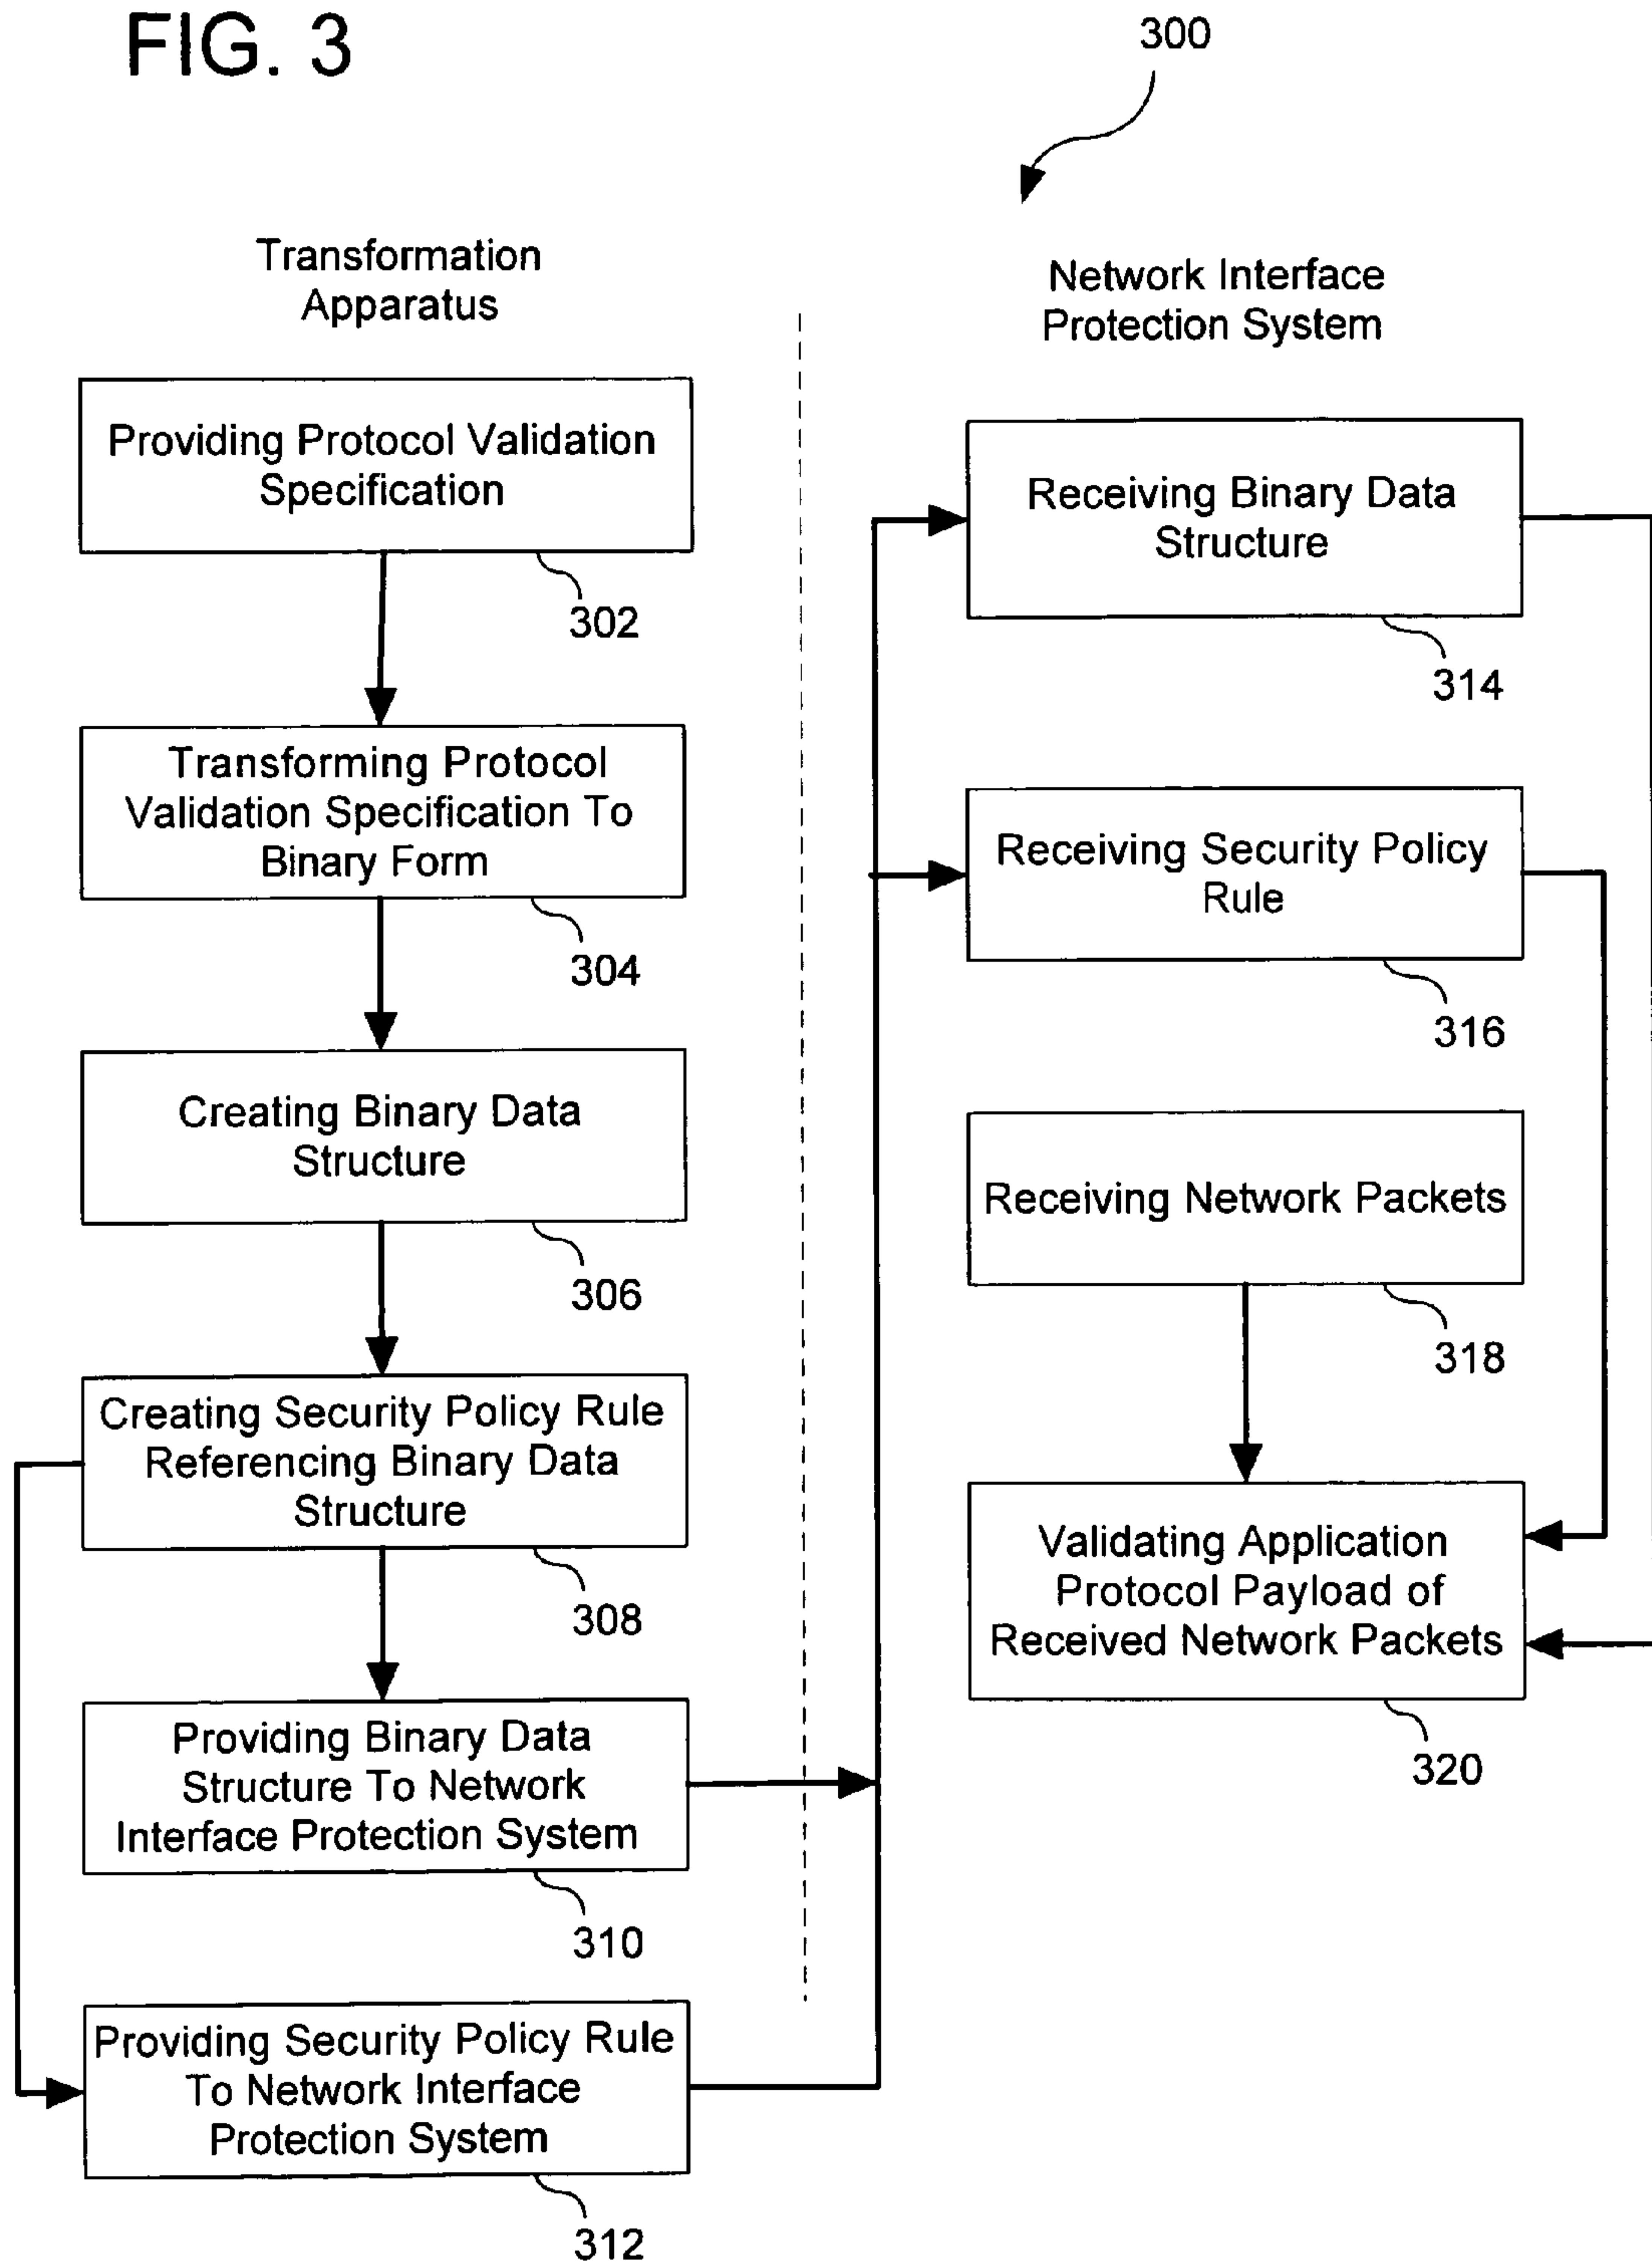 FIG. 3
300
Transformation
Apparatus
Providing Protocol Validation
Specification
302
Transforming Protocol
Validation Specification To
Binary Form
304
Creating Binary Data
Structure
306
Creating Security Policy Rule
Referencing Binary Data
Structure
308
Providing Binary Data
Structure To Network
Interface Protection System
310
Providing Security Policy Rule
To Network Interface
Protection System
312
Network Interface
Protection System
Receiving Binary Data
Structure
314
Receiving Security Policy
Rule
316
Receiving Network Packets
318
Validating Application
Protocol Payload of
Received Network Packets
320